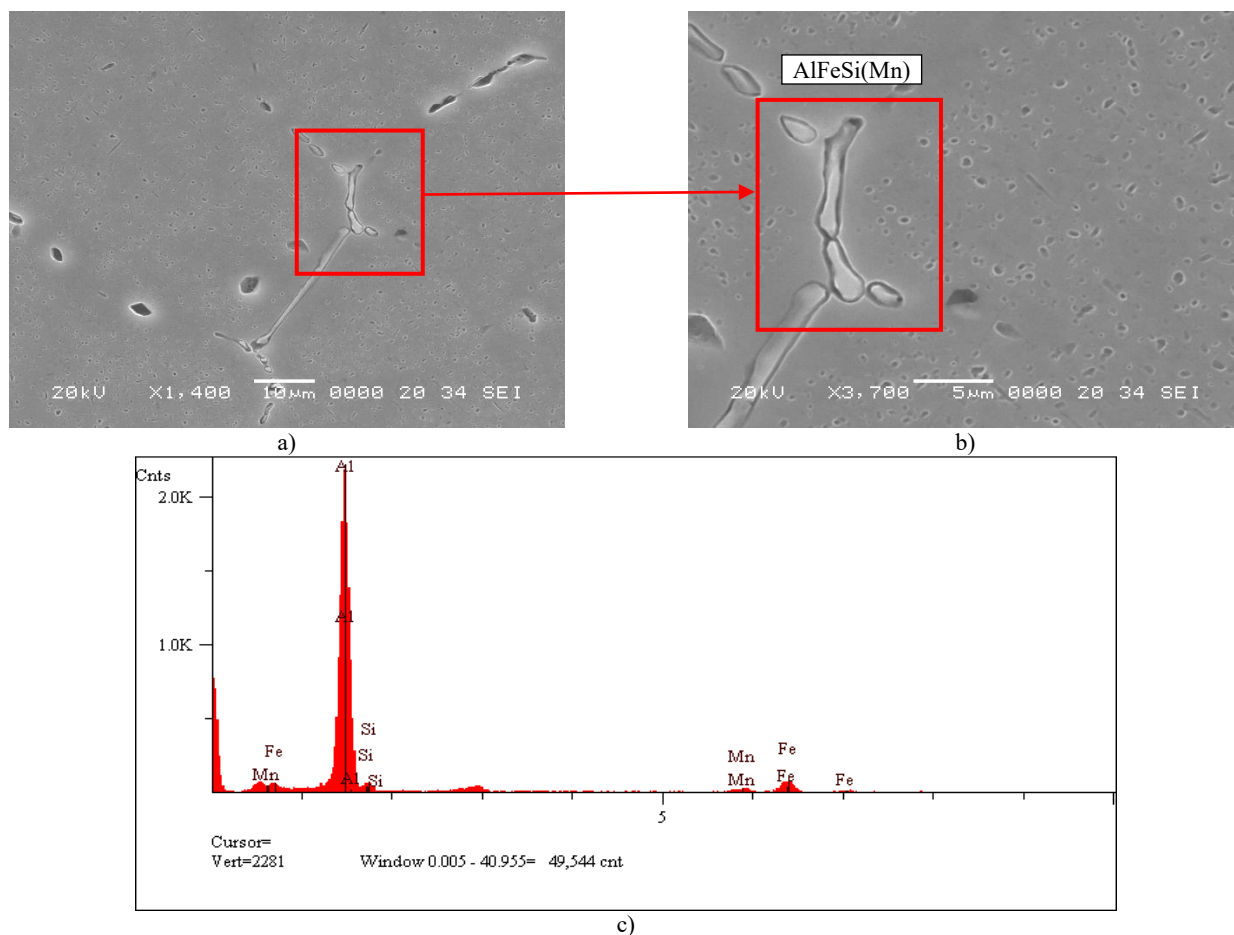 AlFeSi(Mn)
20kV X1,400 10μm 0000 20 34 SEI
20kV X3,700 5μm 0000 20 34 SEI
a)
b)
Cnts
Al
2.0K
Al
1.0K
Si
Fe
Si
Mn
Al
Si
Mn
Fe
Mn
Fe
Fe
5
Cursor=
Vert=2281 Window 0.005 - 40.955= 49,544 cnt
c)